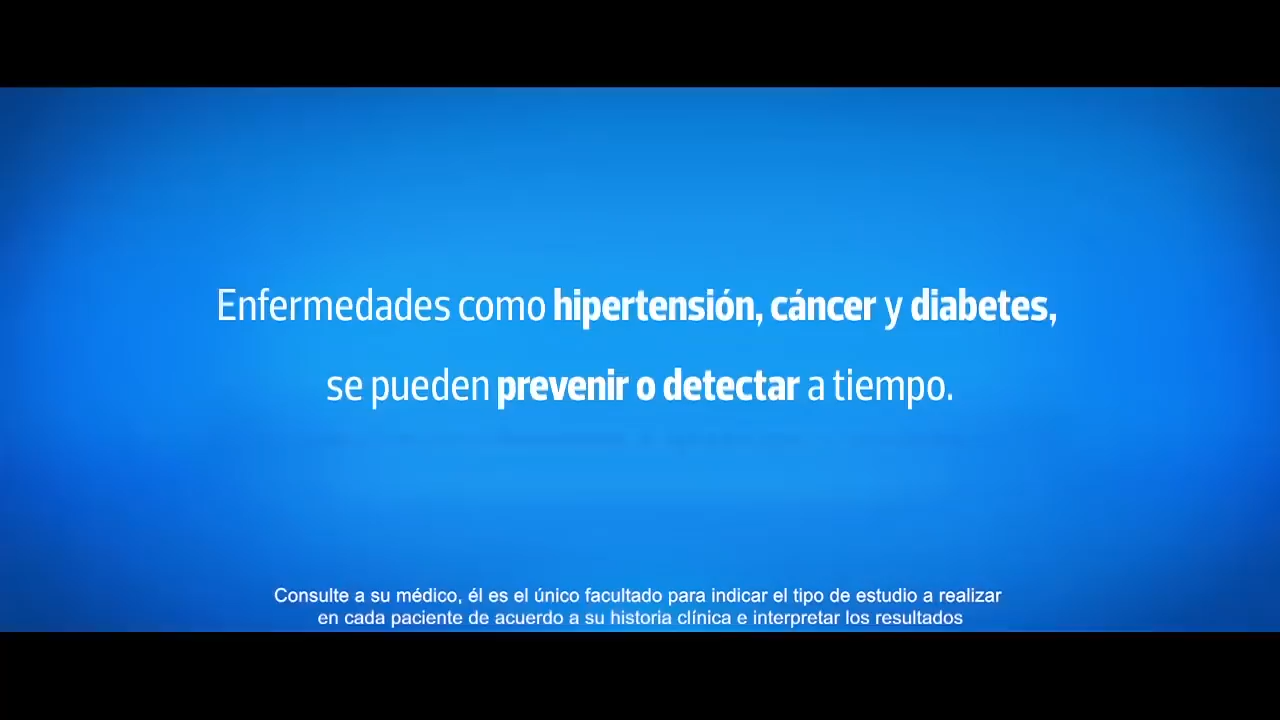 Enfermedades como hipertensión, cáncer y diabetes,
se pueden prevenir o detectar a tiempo.
Consulte a su médico, él es el único facultado para indicar el tipo de estudio a realizar
en cada paciente de acuerdo a su historia clínica e interpretar los resultados